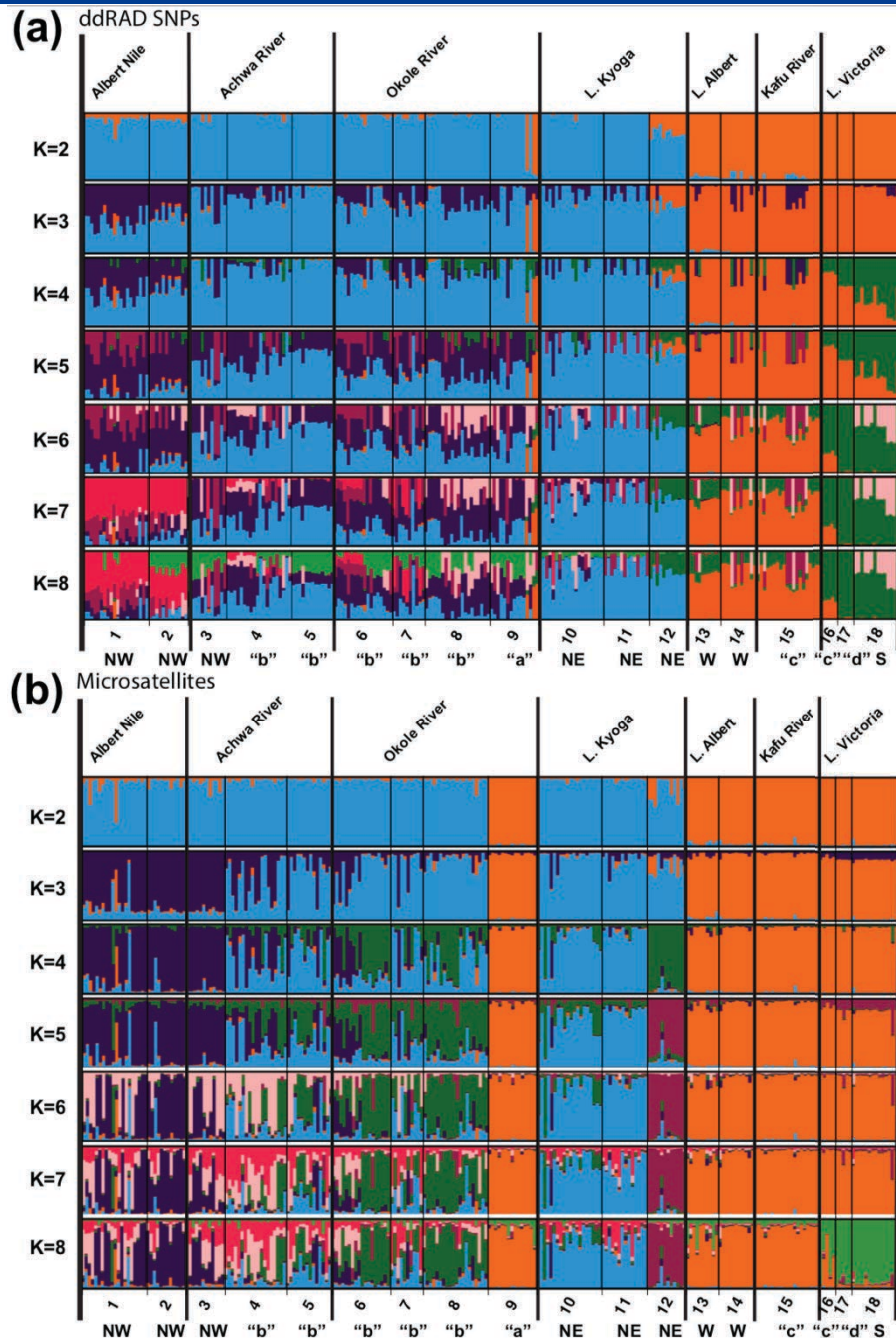 (a) ddRAD SNPs
Albert Nile Achwa River Okole River L. Kyoga L. Albert Kafu River L. Victoria
K=2
K=3
K=4
K=5
K=6
K=7
K=8
1 2 3 4 5 6 7 8 9 10 11 12 13 14 15 16 17 18
NW NW NW "b" "b" "b" "b" "b" "a" NE NE NE W W "c" "c" "d" S
(b) Microsatellites
Albert Nile Achwa River Okole River L. Kyoga L. Albert Kafu River L. Victoria
K=2
K=3
K=4
K=5
K=6
K=7
K=8
1 2 3 4 5 6 7 8 9 10 11 12 13 14 15 16 17 18
NW NW NW "b" "b" "b" "b" "b" "a" NE NE NE W W "c" "c" "d" S